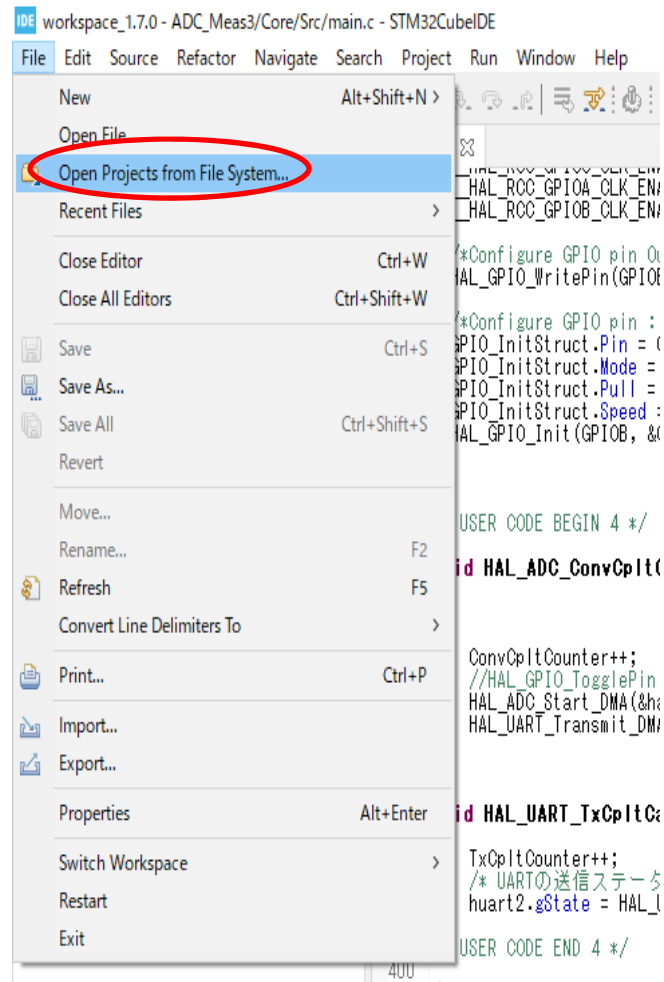 IDE workspace_1.7.0 - ADC_Meas3/Core/Src/main.c - STM32CubeIDE
File Edit Source Refactor Navigate Search Project Run Window Help
New Alt+Shift+N >
Open File...
Open Projects from File System...
Recent Files >
Close Editor Ctrl+W
Close All Editors Ctrl+Shift+W
Save Ctrl+S
Save As...
Save All Ctrl+Shift+S
Revert
Move...
Rename... F2
Refresh F5
Convert Line Delimiters To >
Print... Ctrl+P
Import...
Export...
Properties Alt+Enter
Switch Workspace >
Restart
Exit
_HAL_RCC_GPIOA_CLK_ENA
_HAL_RCC_GPIOB_CLK_ENA
/*Configure GPIO pin Ou
HAL_GPIO_WritePin(GPIOB
/*Configure GPIO pin :
GPIO_InitStruct.Pin =
GPIO_InitStruct.Mode =
GPIO_InitStruct.Pull =
GPIO_InitStruct.Speed =
HAL_GPIO_Init(GPIOB, &
USER CODE BEGIN 4 */
id HAL_ADC_ConvCplt
ConvCpltCounter++;
//HAL_GPIO_TogglePin
HAL_ADC_Start_DMA(&ha
HAL_UART_Transmit_DMA
id HAL_UART_TxCpltCa
TxCpltCounter++;
/* UARTの送信ステータ
huart2.gState = HAL_U
USER CODE END 4 */
400